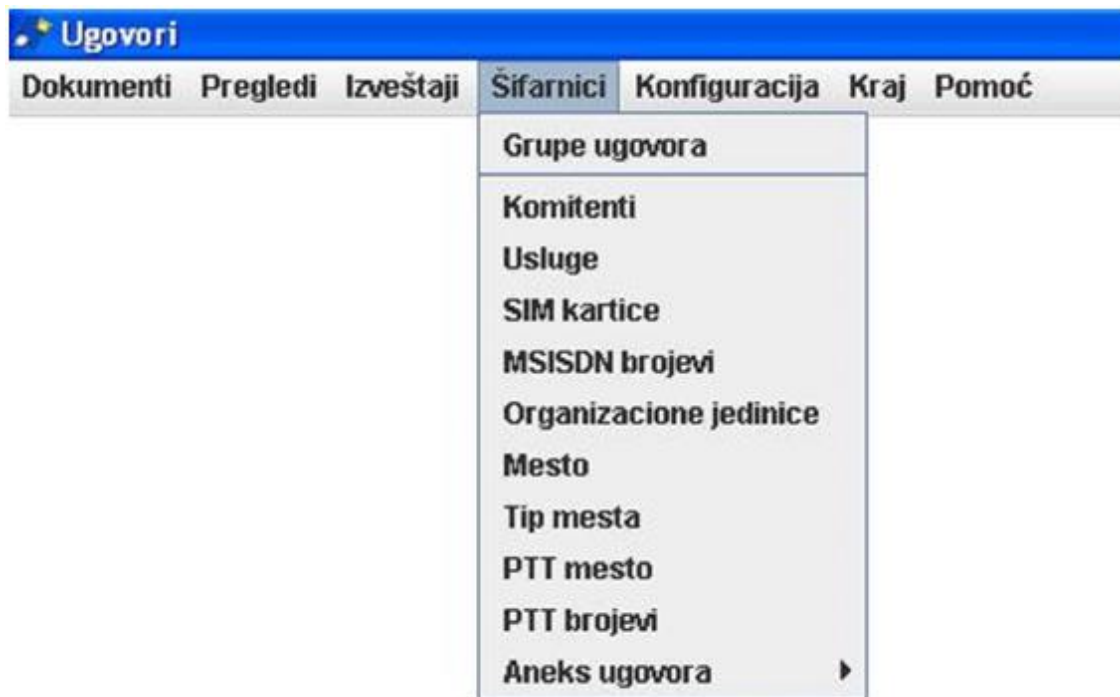 Ugovori
Dokumenti Pregledi Izveštaji Šifarnici Konfiguracija Kraj Pomoć
Grupe ugovora
Komitenti
Usluge
SIM kartice
MSISDN brojevi
Organizacione jedinice
Mesto
Tip mesta
PTT mesto
PTT brojevi
Aneks ugovora